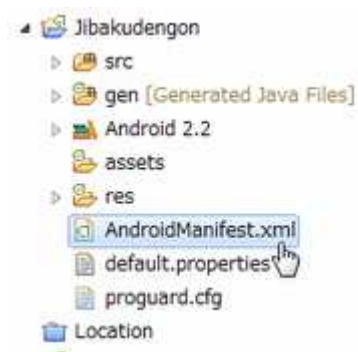 Jibakudengon
src
gen [Generated Java Files]
Android 2.2
assets
res
AndroidManifest.xml
default.properties
proguard.cfg
Location